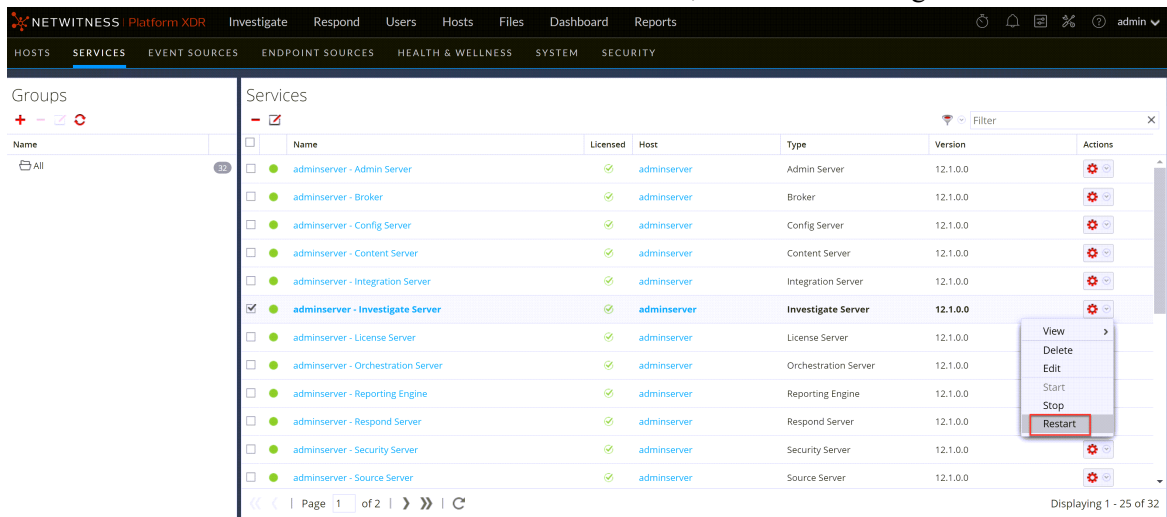 NETWITNESS Platform XDR Investigate Respond Users Hosts Files Dashboard Reports admin
HOSTS SERVICES EVENT SOURCES ENDPOINT SOURCES HEALTH & WELLNESS SYSTEM SECURITY
Groups
Name
All 32
Services
Filter
Name Licensed Host Type Version Actions
adminserver - Admin Server adminserver Admin Server 12.1.0.0
adminserver - Broker adminserver Broker 12.1.0.0
adminserver - Config Server adminserver Config Server 12.1.0.0
adminserver - Content Server adminserver Content Server 12.1.0.0
adminserver - Integration Server adminserver Integration Server 12.1.0.0
adminserver - Investigate Server adminserver Investigate Server 12.1.0.0
adminserver - License Server adminserver License Server 12.1.0.0
adminserver - Orchestration Server adminserver Orchestration Server 12.1.0.0
adminserver - Reporting Engine adminserver Reporting Engine 12.1.0.0
adminserver - Respond Server adminserver Respond Server 12.1.0.0
adminserver - Security Server adminserver Security Server 12.1.0.0
adminserver - Source Server adminserver Source Server 12.1.0.0
View
Delete
Edit
Start
Stop
Restart
Page 1 of 2 Displaying 1 - 25 of 32